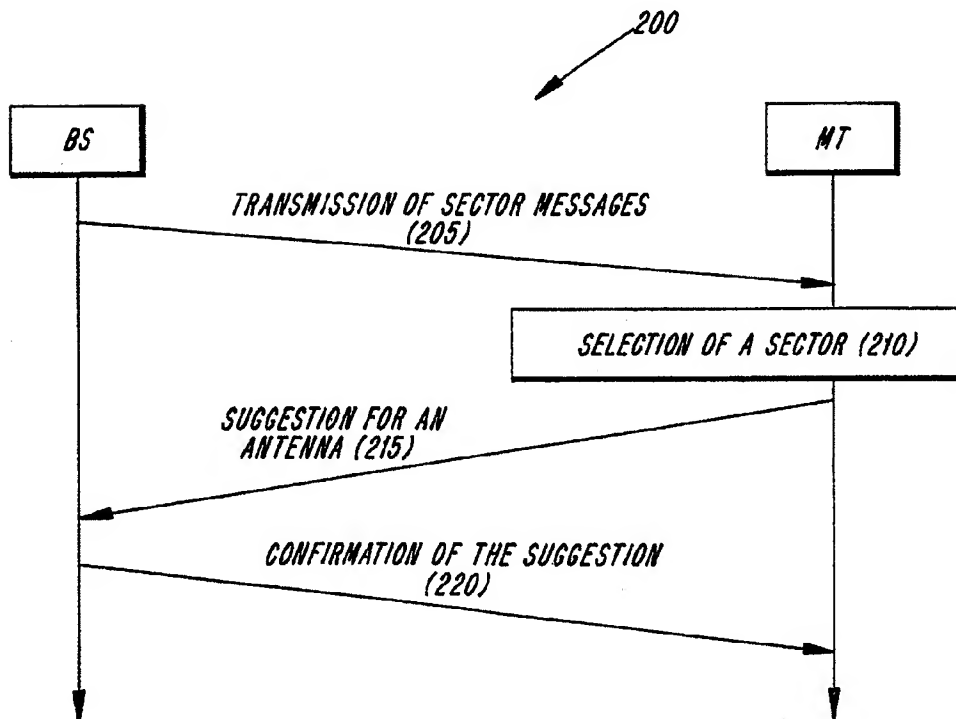 200
BS
MT
TRANSMISSION OF SECTOR MESSAGES
(205)
SELECTION OF A SECTOR (210)
SUGGESTION FOR AN
ANTENNA (215)
CONFIRMATION OF THE SUGGESTION
(220)